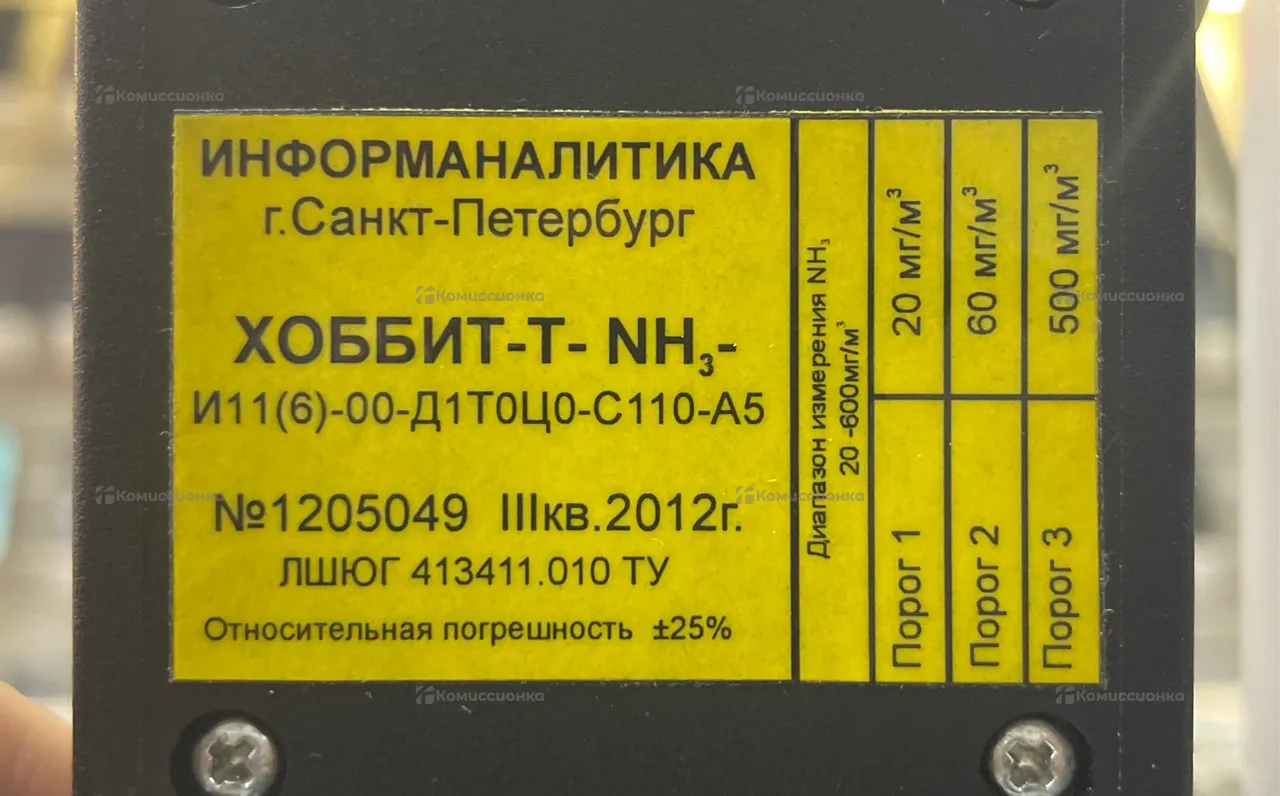 ИНФОРМАНАЛИТИКА
г.Санкт-Петербург
ХОББИТ-Т- NH₃-
И11(6)-00-Д1Т0Ц0-С110-А5
№1205049 IIIкв.2012г.
ЛШЮГ 413411.010 ТУ
Относительная погрешность ±25%
Диапазон измерения NH₃
20 -600мг/м³
Порог 1 20 мг/м³
Порог 2 60 мг/м³
Порог 3 500 мг/м³
Комиссионка
Комиссионка
Комиссионка
Комиссионка
Комиссионка
Комиссионка
Комиссионка
Комиссионка